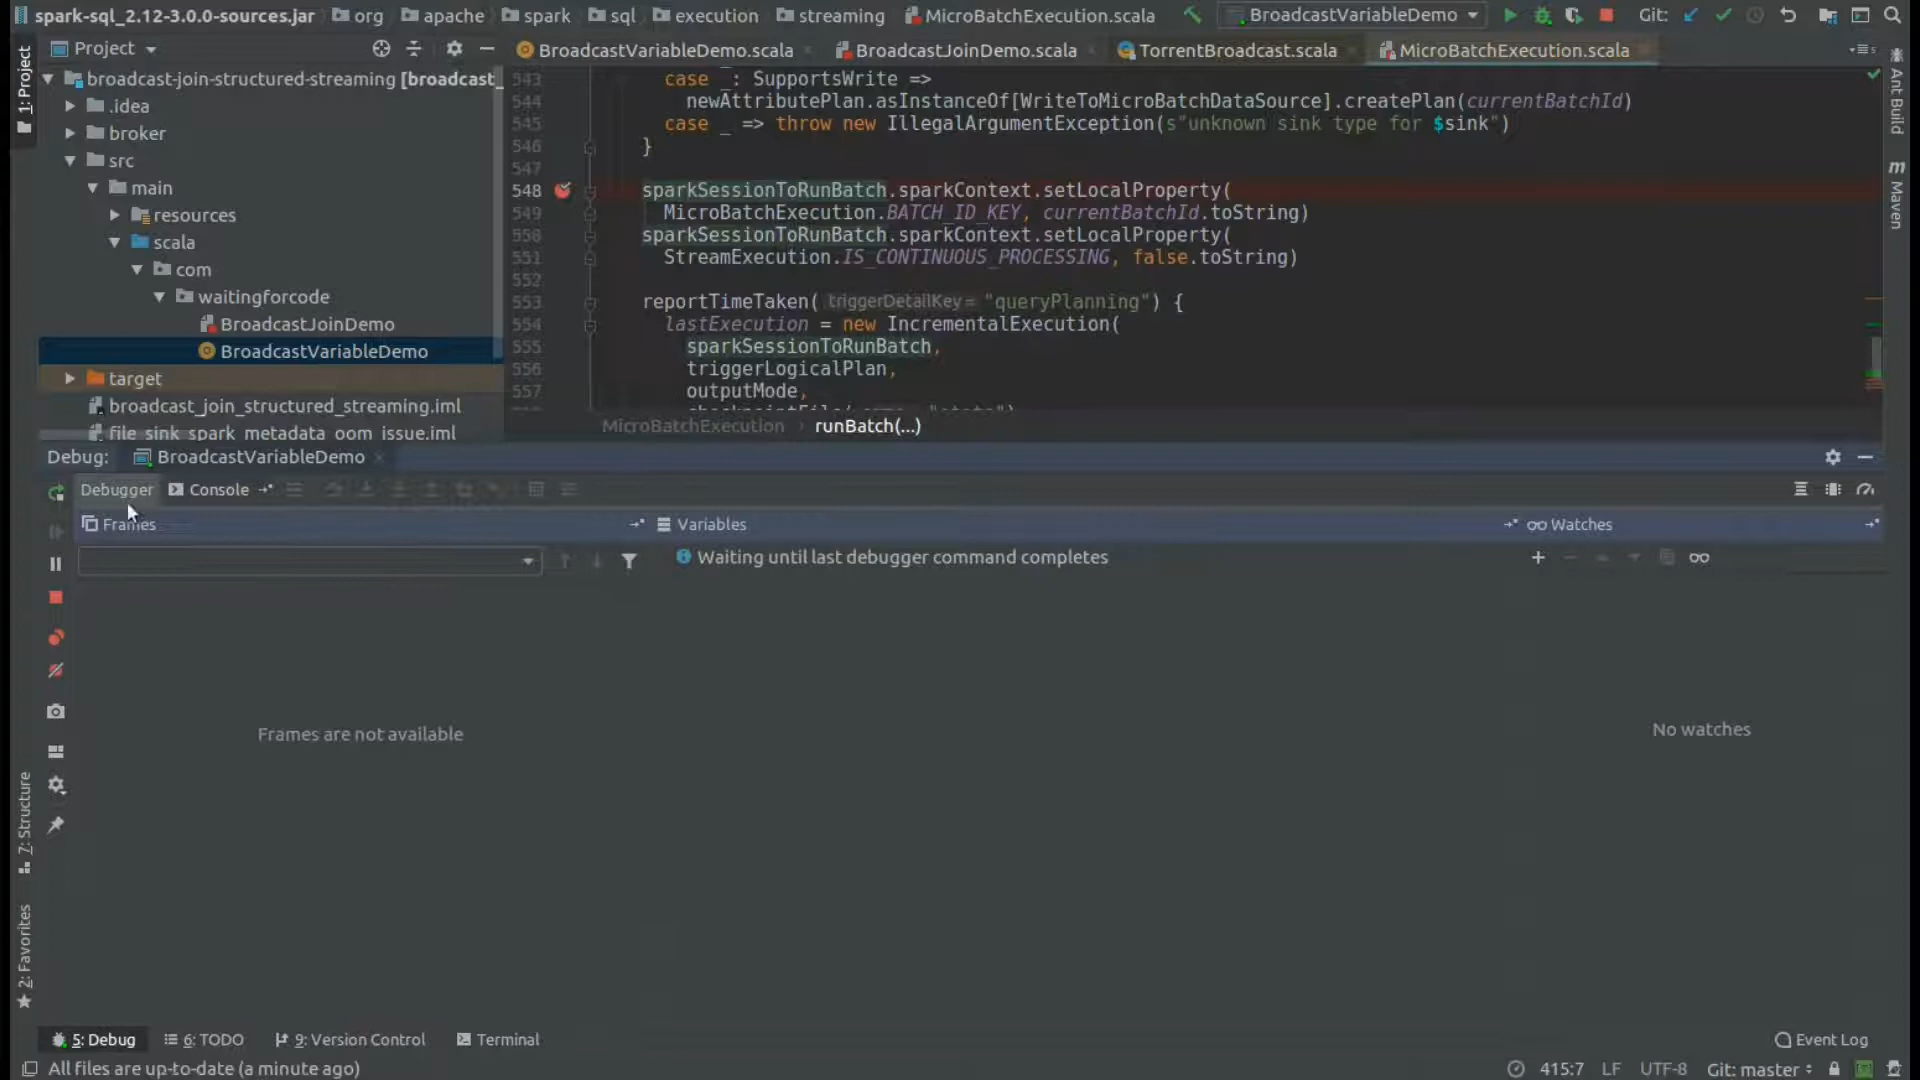 spark-sql_2.12-3.0.0-sources.jar org apache spark sql execution streaming MicroBatchExecution.scala BroadcastVariableDemo Git:
Project BroadcastVariableDemo.scala BroadcastJoinDemo.scala TorrentBroadcast.scala MicroBatchExecution.scala
1: Project
broadcast-join-structured-streaming [broadcast_
.idea
broker
src
main
resources
scala
com
waitingforcode
BroadcastJoinDemo
BroadcastVariableDemo
target
broadcast_join_structured_streaming.iml
file_sink_spark_metadata_oom_issue.iml
543 case _: SupportsWrite =>
544 newAttributePlan.asInstanceOf[WriteToMicroBatchDataSource].createPlan(currentBatchId)
545 case _ => throw new IllegalArgumentException(s"unknown sink type for $sink")
546 }
547
548 sparkSessionToRunBatch.sparkContext.setLocalProperty(
549 MicroBatchExecution.BATCH_ID_KEY, currentBatchId.toString)
550 sparkSessionToRunBatch.sparkContext.setLocalProperty(
551 StreamExecution.IS_CONTINUOUS_PROCESSING, false.toString)
552
553 reportTimeTaken( triggerDetailKey = "queryPlanning") {
554 lastExecution = new IncrementalExecution(
555 sparkSessionToRunBatch,
556 triggerLogicalPlan,
557 outputMode,
MicroBatchExecution runBatch(...)
Ant Build
Maven
Debug: BroadcastVariableDemo
Debugger Console
Frames Variables Watches
Waiting until last debugger command completes
Frames are not available
No watches
7: Structure
2: Favorites
5: Debug 6: TODO 9: Version Control Terminal Event Log
All files are up-to-date (a minute ago) 415:7 LF UTF-8 Git: master